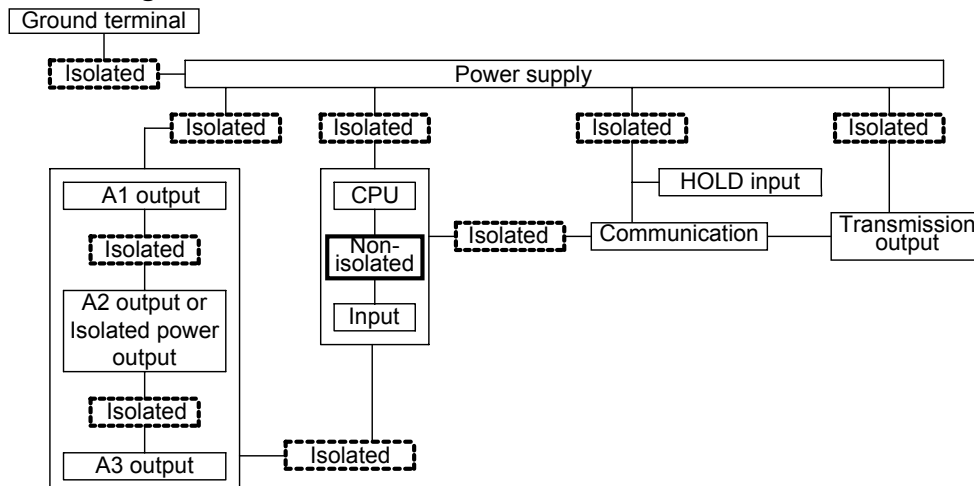 Ground terminal
Isolated
Power supply
Isolated
Isolated
Isolated
Isolated
A1 output
CPU
HOLD input
Isolated
Non-
isolated
Isolated
Communication
Transmission
output
A2 output or
Isolated power
output
Input
Isolated
A3 output
Isolated